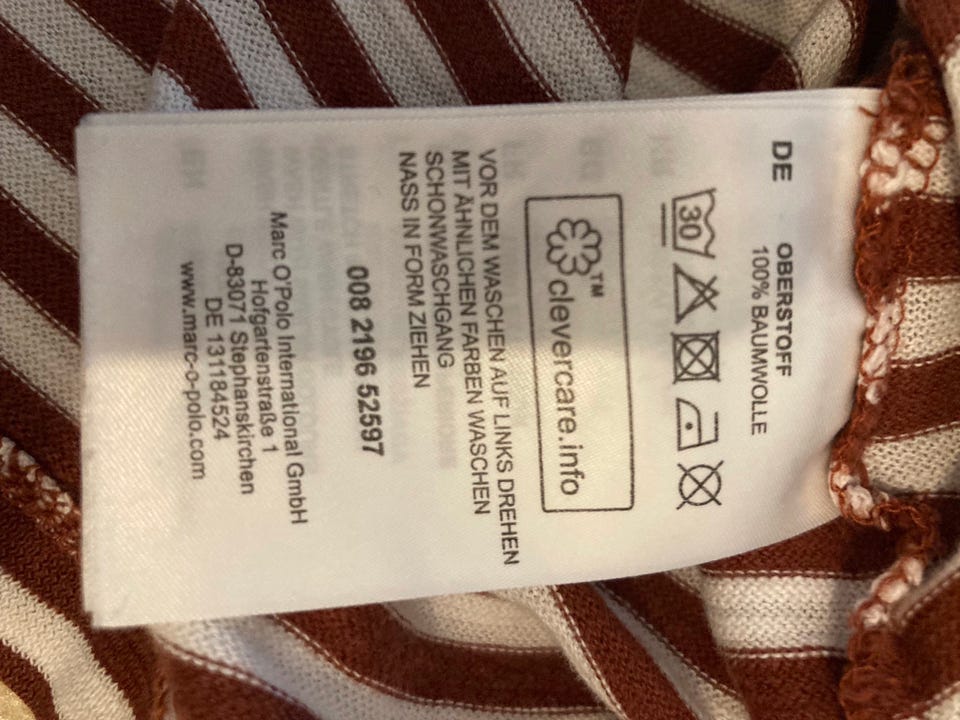 DE OBERSTOFF
100% BAUMWOLLE
30
™
clevercare.info
VOR DEM WASCHEN AUF LINKS DREHEN
MIT ÄHNLICHEN FARBEN WASCHEN
SCHONWASCHGANG
NASS IN FORM ZIEHEN
008 2196 52597
Marc O'Polo International GmbH
Hofgartenstraße 1
D-83071 Stephanskirchen
DE 131184524
www.marc-o-polo.com